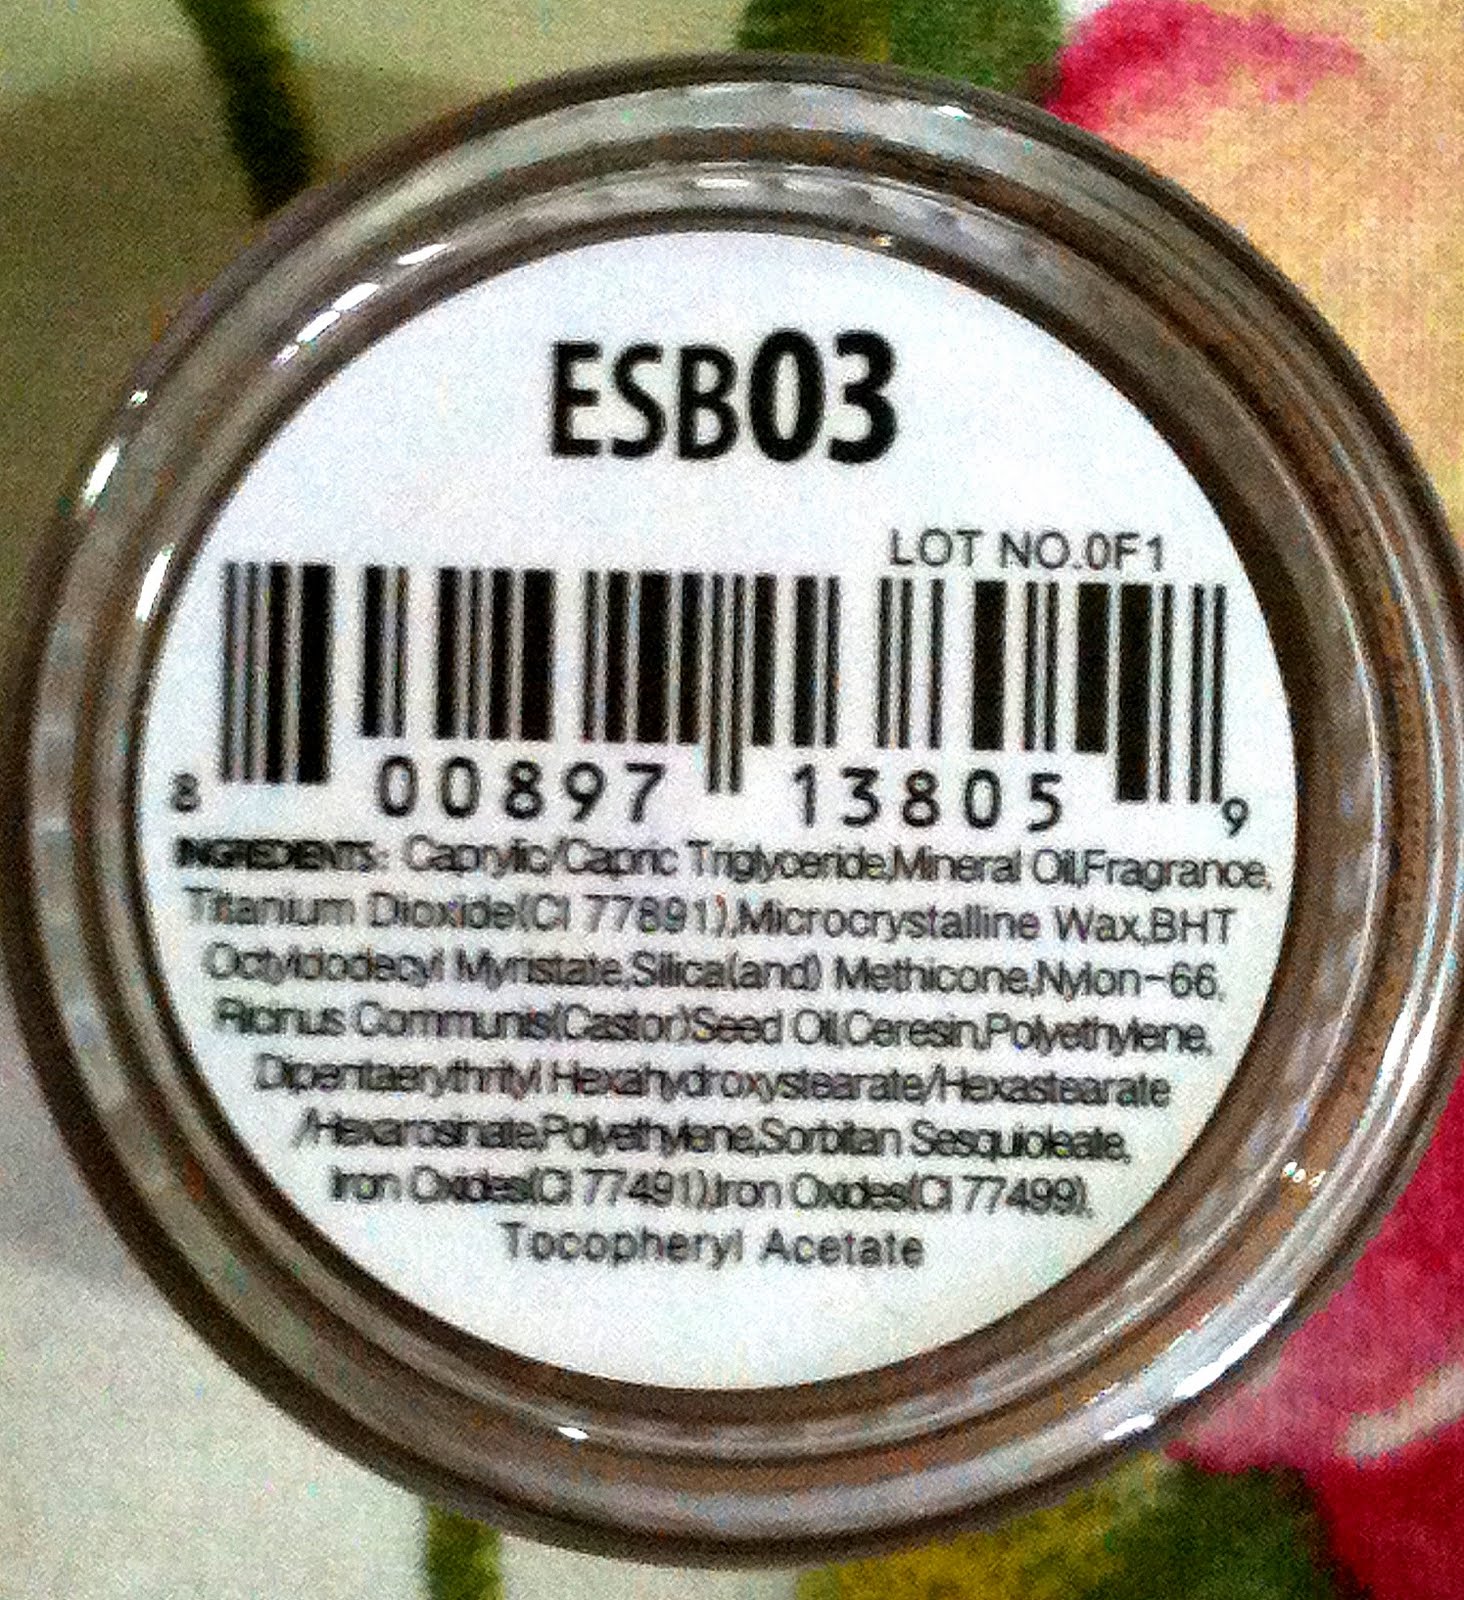 ESB03
LOT NO.0F1
8 00897 13805 9
INGREDIENTS: Caprylic/Capric Triglyceride,Mineral Oil,Fragrance,
Titanium Dioxide(CI 77891),Microcrystalline Wax,BHT
Octyldodecyl Myristate,Silica(and) Methicone,Nylon-66,
Ricinus Communis(Castor)Seed Oil,Ceresin,Polyethylene,
Dipentaerythrityl Hexahydroxystearate/Hexastearate
/Hexarosinate,Polyethylene,Sorbitan Sesquioleate,
Iron Oxides(CI 77491),Iron Oxides(CI 77499),
Tocopheryl Acetate